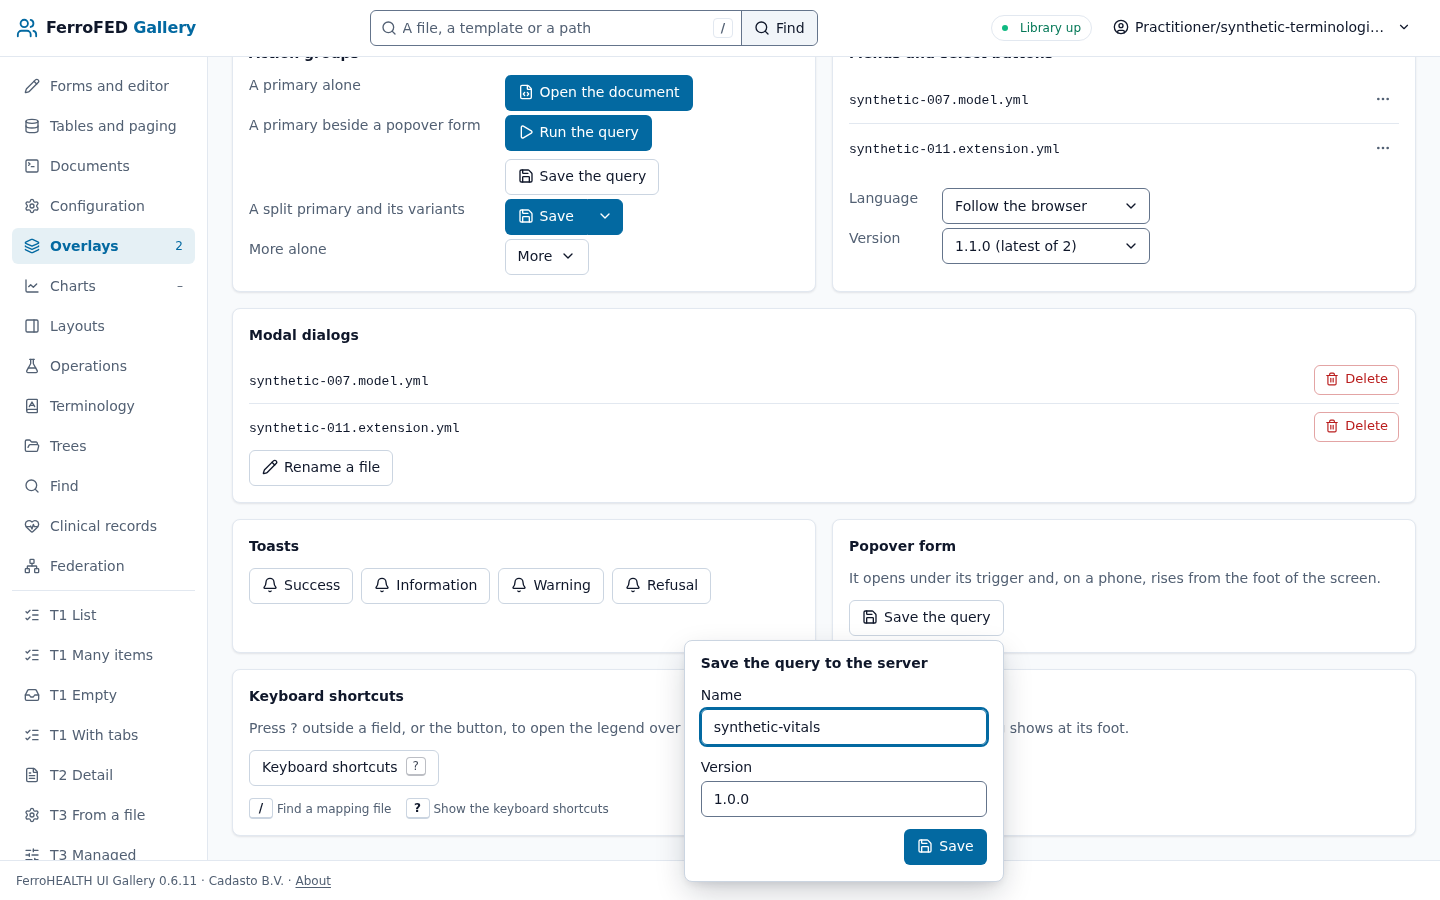 FerroFED Gallery
A file, a template or a path
/
Find
Library up
Practitioner/synthetic-terminologi…
Forms and editor
Tables and paging
Documents
Configuration
Overlays 2
Charts –
Layouts
Operations
Terminology
Trees
Find
Clinical records
Federation
T1 List
T1 Many items
T1 Empty
T1 With tabs
T2 Detail
T3 From a file
T3 Managed
Action groups
A primary alone
Open the document
A primary beside a popover form
Run the query
Save the query
A split primary and its variants
Save
More alone
More
Menus and select buttons
synthetic-007.model.yml
synthetic-011.extension.yml
Language
Follow the browser
Version
1.1.0 (latest of 2)
Modal dialogs
synthetic-007.model.yml
Delete
synthetic-011.extension.yml
Delete
Rename a file
Toasts
Success
Information
Warning
Refusal
Popover form
It opens under its trigger and, on a phone, rises from the foot of the screen.
Save the query
Save the query to the server
Name
synthetic-vitals
Version
1.0.0
Save
Keyboard shortcuts
Press ? outside a field, or the button, to open the legend over
shows at its foot.
Keyboard shortcuts ?
/ Find a mapping file ? Show the keyboard shortcuts
FerroHEALTH UI Gallery 0.6.11 · Cadasto B.V. · About